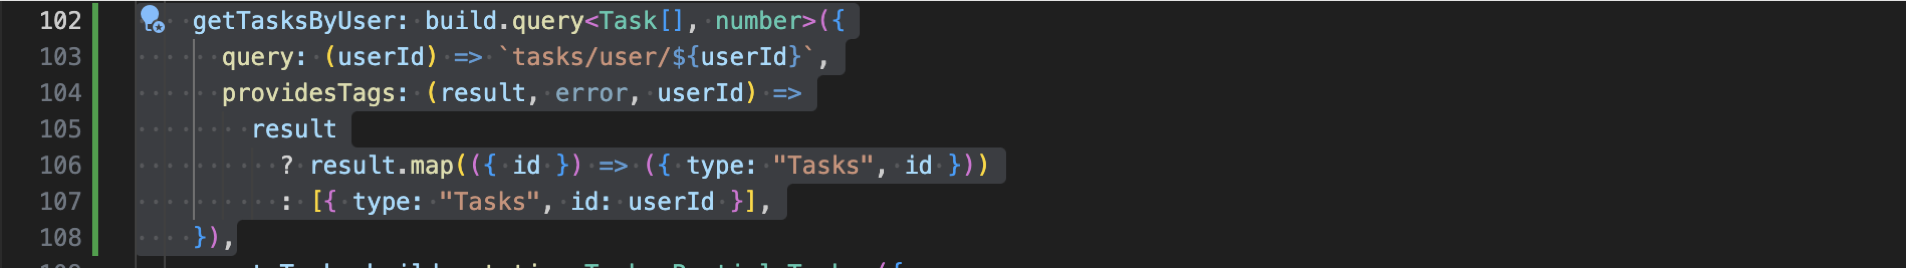 102 getTasksByUser: build.query<Task[], number>({
103 query: (userId) => `tasks/user/${userId}`,
104 providesTags: (result, error, userId) =>
105 result
106 ? result.map(({ id }) => ({ type: "Tasks", id }))
107 : [{ type: "Tasks", id: userId }],
108 }),